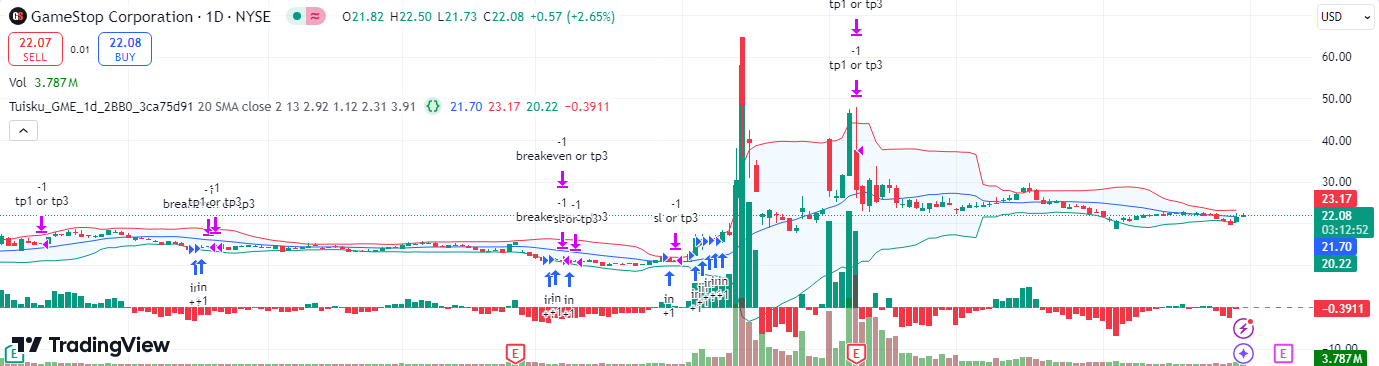 GameStop Corporation · 1D · NYSE
O21.82 H22.50 L21.73 C22.08 +0.57 (+2.65%)
USD
22.07
SELL
0.01
22.08
BUY
Vol 3.787 M
Tuisku_GME_1d_2BB0_3ca75d91 20 SMA close 2 13 2.92 1.12 2.31 3.91 {} 21.70 23.17 20.22 −0.3911
tp1 or tp3
-1
tp1 or tp3
-1
breakeven or tp3
-1
tp1 or tp3
-1
tp1 or tp3
-1
-1
sl or tp3
in
+1
in
+1
in
+1
in
+1
60.00
50.00
40.00
30.00
23.17
22.08
03:12:52
21.70
20.22
−0.3911
−10.00
3.787 M
TradingView
E
E
E
E